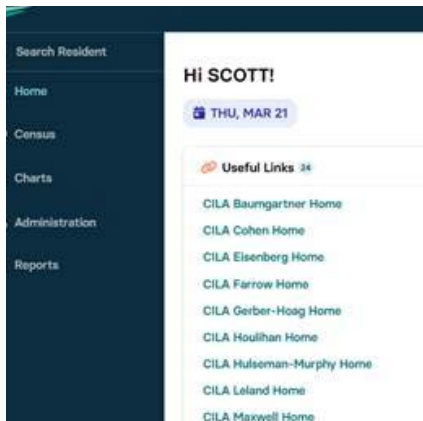 Search Resident
Home
Census
Charts
Administration
Reports
Hi SCOTT!
THU, MAR 21
Useful Links 24
CILA Baumgartner Home
CILA Cohen Home
CILA Eisenberg Home
CILA Farrow Home
CILA Gerber-Hoag Home
CILA Houlihan Home
CILA Hulseman-Murphy Home
CILA Leland Home
CILA Maxwell Home